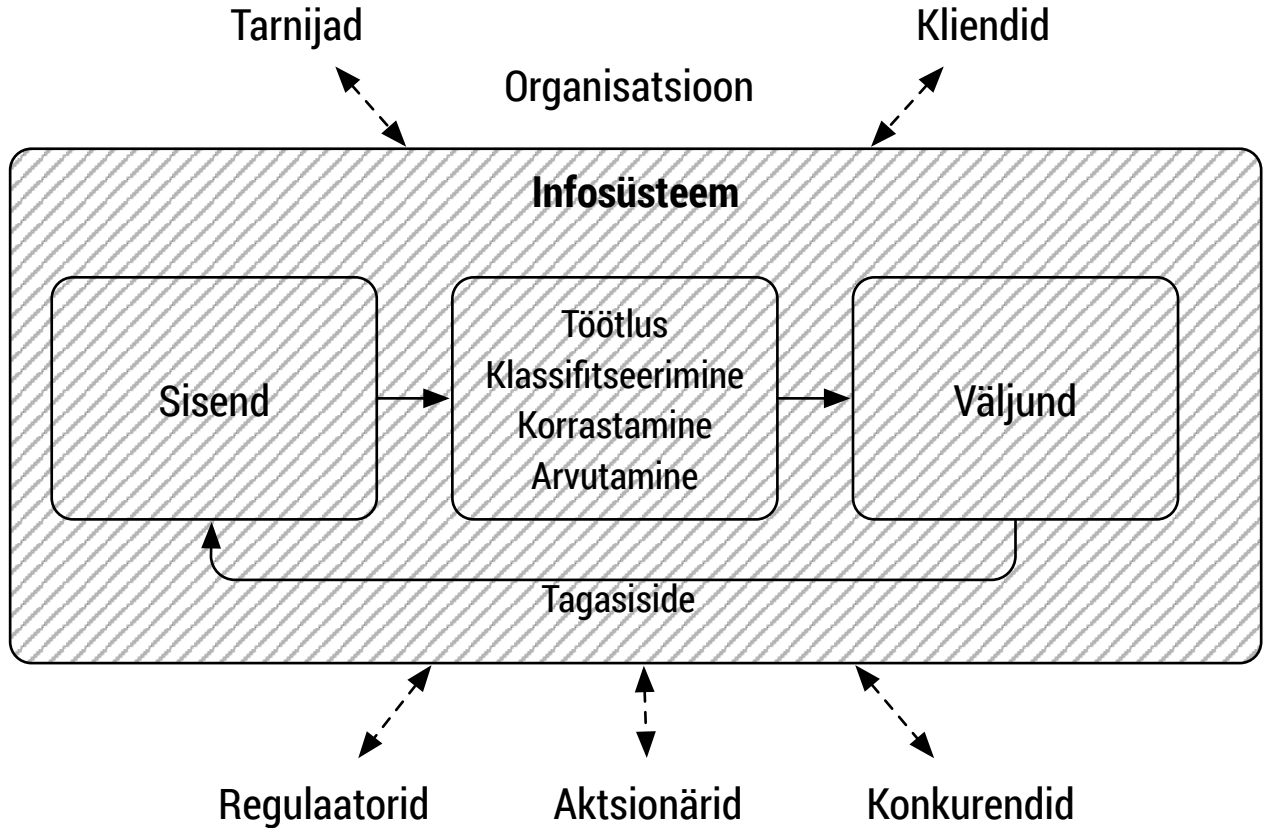 Tarnijad
Kliendid
Organisatsioon
Infosüsteem
Sisend
Töötlus
Klassifitseerimine
Korrastamine
Arvutamine
Väljund
Tagasiside
Regulaatorid
Aktsionärid
Konkurendid